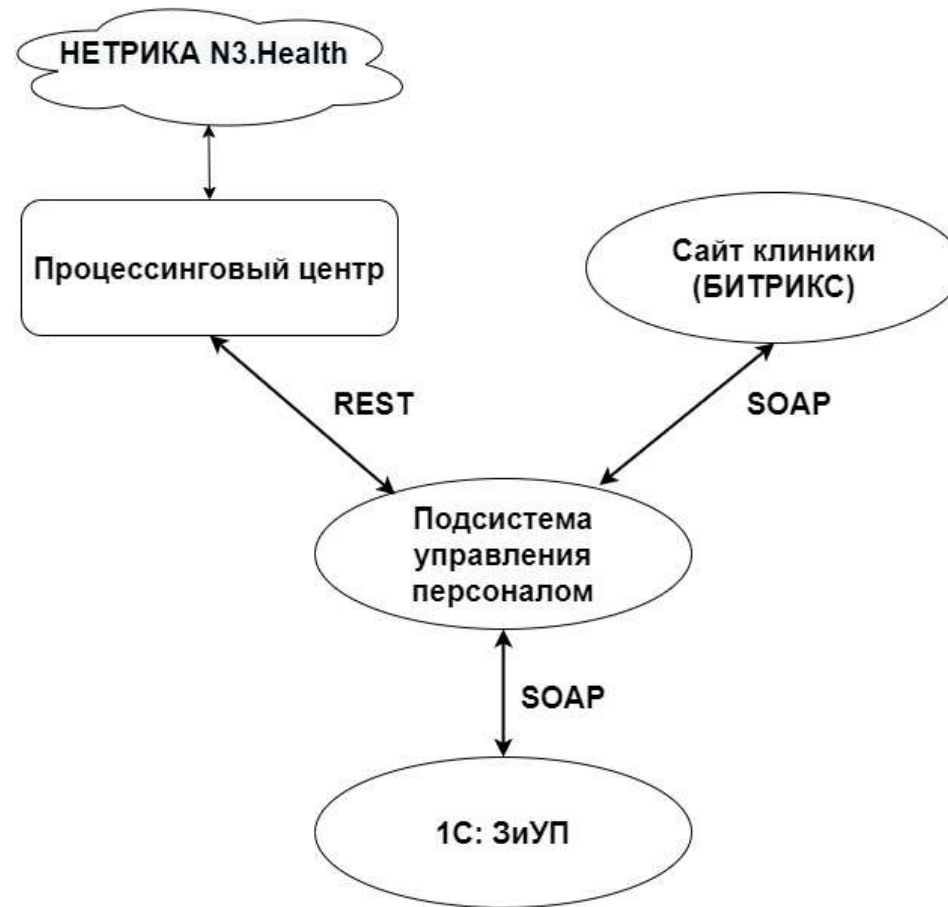 НЕТРИКА N3.Health
Процессинговый центр
Сайт клиники
(БИТРИКС)
REST
SOAP
Подсистема
управления
персоналом
SOAP
1С: ЗиУП